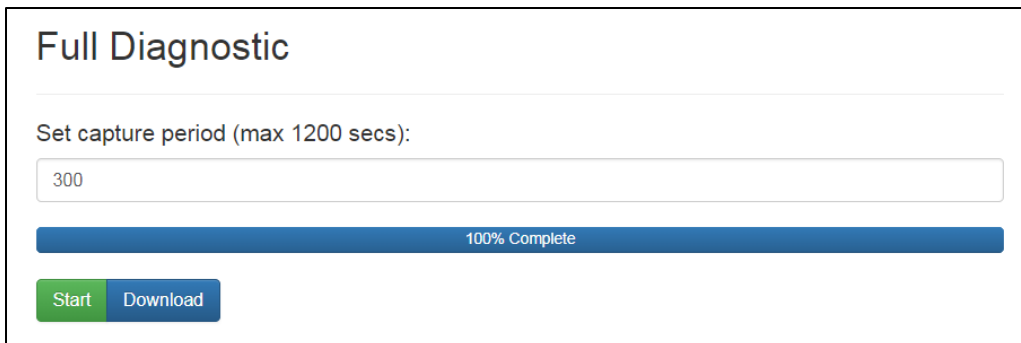 Full Diagnostic
Set capture period (max 1200 secs):
300
100% Complete
Start Download